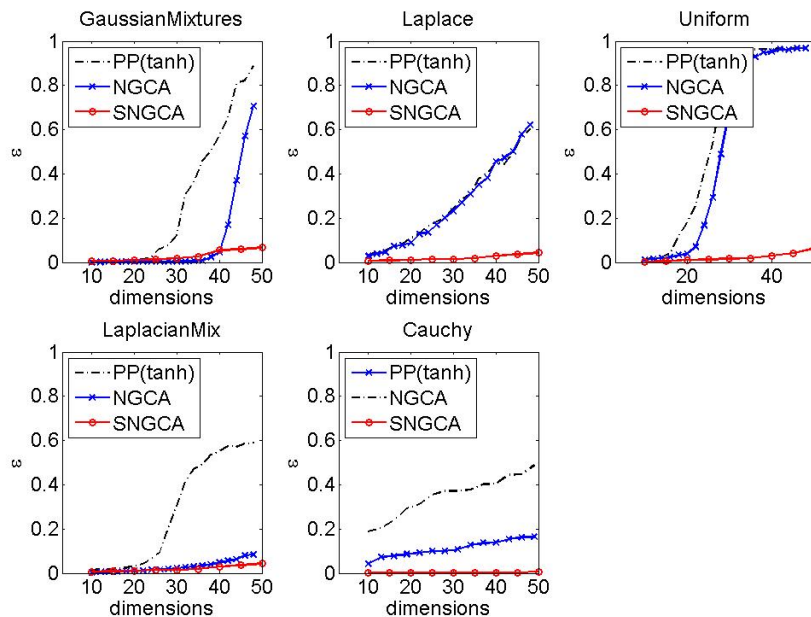 GaussianMixtures
1
0.8
0.6
0.4
0.2
0
ε
PP(tanh)
NGCA
SNGCA
10 20 30 40 50
dimensions
Laplace
1
0.8
0.6
0.4
0.2
0
ε
PP(tanh)
NGCA
SNGCA
10 20 30 40 50
dimensions
Uniform
1
0.8
0.6
0.4
0.2
0
ε
PP(tanh)
NGCA
SNGCA
20 40
dimensions
LaplacianMix
1
0.8
0.6
0.4
0.2
0
ε
PP(tanh)
NGCA
SNGCA
10 20 30 40 50
dimensions
Cauchy
1
0.8
0.6
0.4
0.2
0
ε
PP(tanh)
NGCA
SNGCA
10 20 30 40 50
dimensions